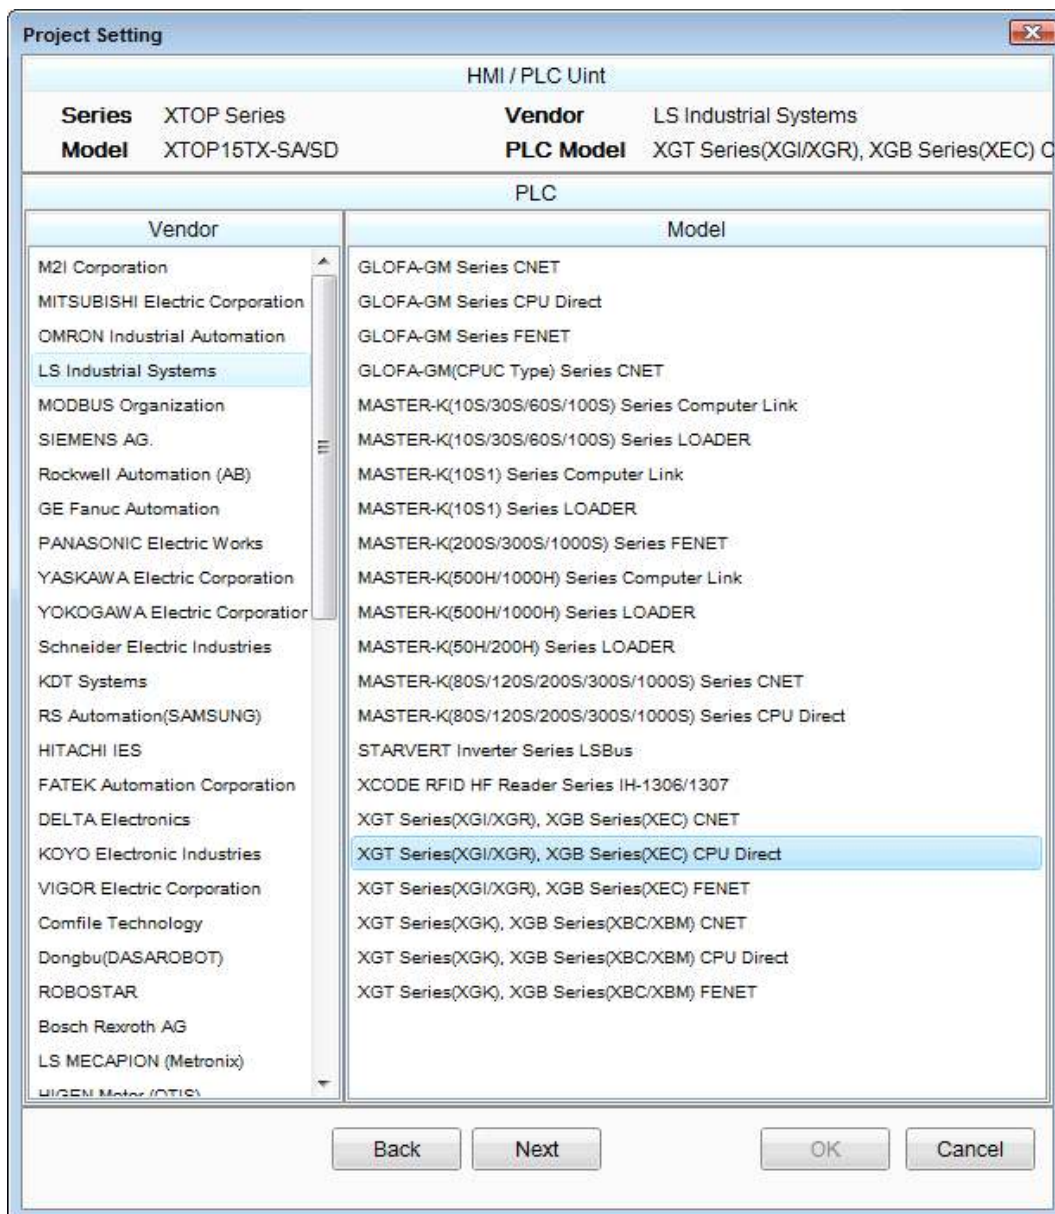 Project Setting
HMI / PLC Uint
Series XTOP Series Vendor LS Industrial Systems
Model XTOP15TX-SA/SD PLC Model XGT Series(XGI/XGR), XGB Series(XEC) C
PLC
Vendor
M2I Corporation
MITSUBISHI Electric Corporation
OMRON Industrial Automation
LS Industrial Systems
MODBUS Organization
SIEMENS AG.
Rockwell Automation (AB)
GE Fanuc Automation
PANASONIC Electric Works
YASKAWA Electric Corporation
YOKOGAWA Electric Corporation
Schneider Electric Industries
KDT Systems
RS Automation(SAMSUNG)
HITACHI IES
FATEK Automation Corporation
DELTA Electronics
KOYO Electronic Industries
VIGOR Electric Corporation
Comfile Technology
Dongbu(DASAROBOT)
ROBOSTAR
Bosch Rexroth AG
LS MECAPION (Metronix)
HIGEN Motor (OTIS)
Model
GLOFA-GM Series CNET
GLOFA-GM Series CPU Direct
GLOFA-GM Series FENET
GLOFA-GM(CPUC Type) Series CNET
MASTER-K(10S/30S/60S/100S) Series Computer Link
MASTER-K(10S/30S/60S/100S) Series LOADER
MASTER-K(10S1) Series Computer Link
MASTER-K(10S1) Series LOADER
MASTER-K(200S/300S/1000S) Series FENET
MASTER-K(500H/1000H) Series Computer Link
MASTER-K(500H/1000H) Series LOADER
MASTER-K(50H/200H) Series LOADER
MASTER-K(80S/120S/200S/300S/1000S) Series CNET
MASTER-K(80S/120S/200S/300S/1000S) Series CPU Direct
STARVERT Inverter Series LSBus
XCODE RFID HF Reader Series IH-1306/1307
XGT Series(XGI/XGR), XGB Series(XEC) CNET
XGT Series(XGI/XGR), XGB Series(XEC) CPU Direct
XGT Series(XGI/XGR), XGB Series(XEC) FENET
XGT Series(XGK), XGB Series(XBC/XBM) CNET
XGT Series(XGK), XGB Series(XBC/XBM) CPU Direct
XGT Series(XGK), XGB Series(XBC/XBM) FENET
Back Next OK Cancel